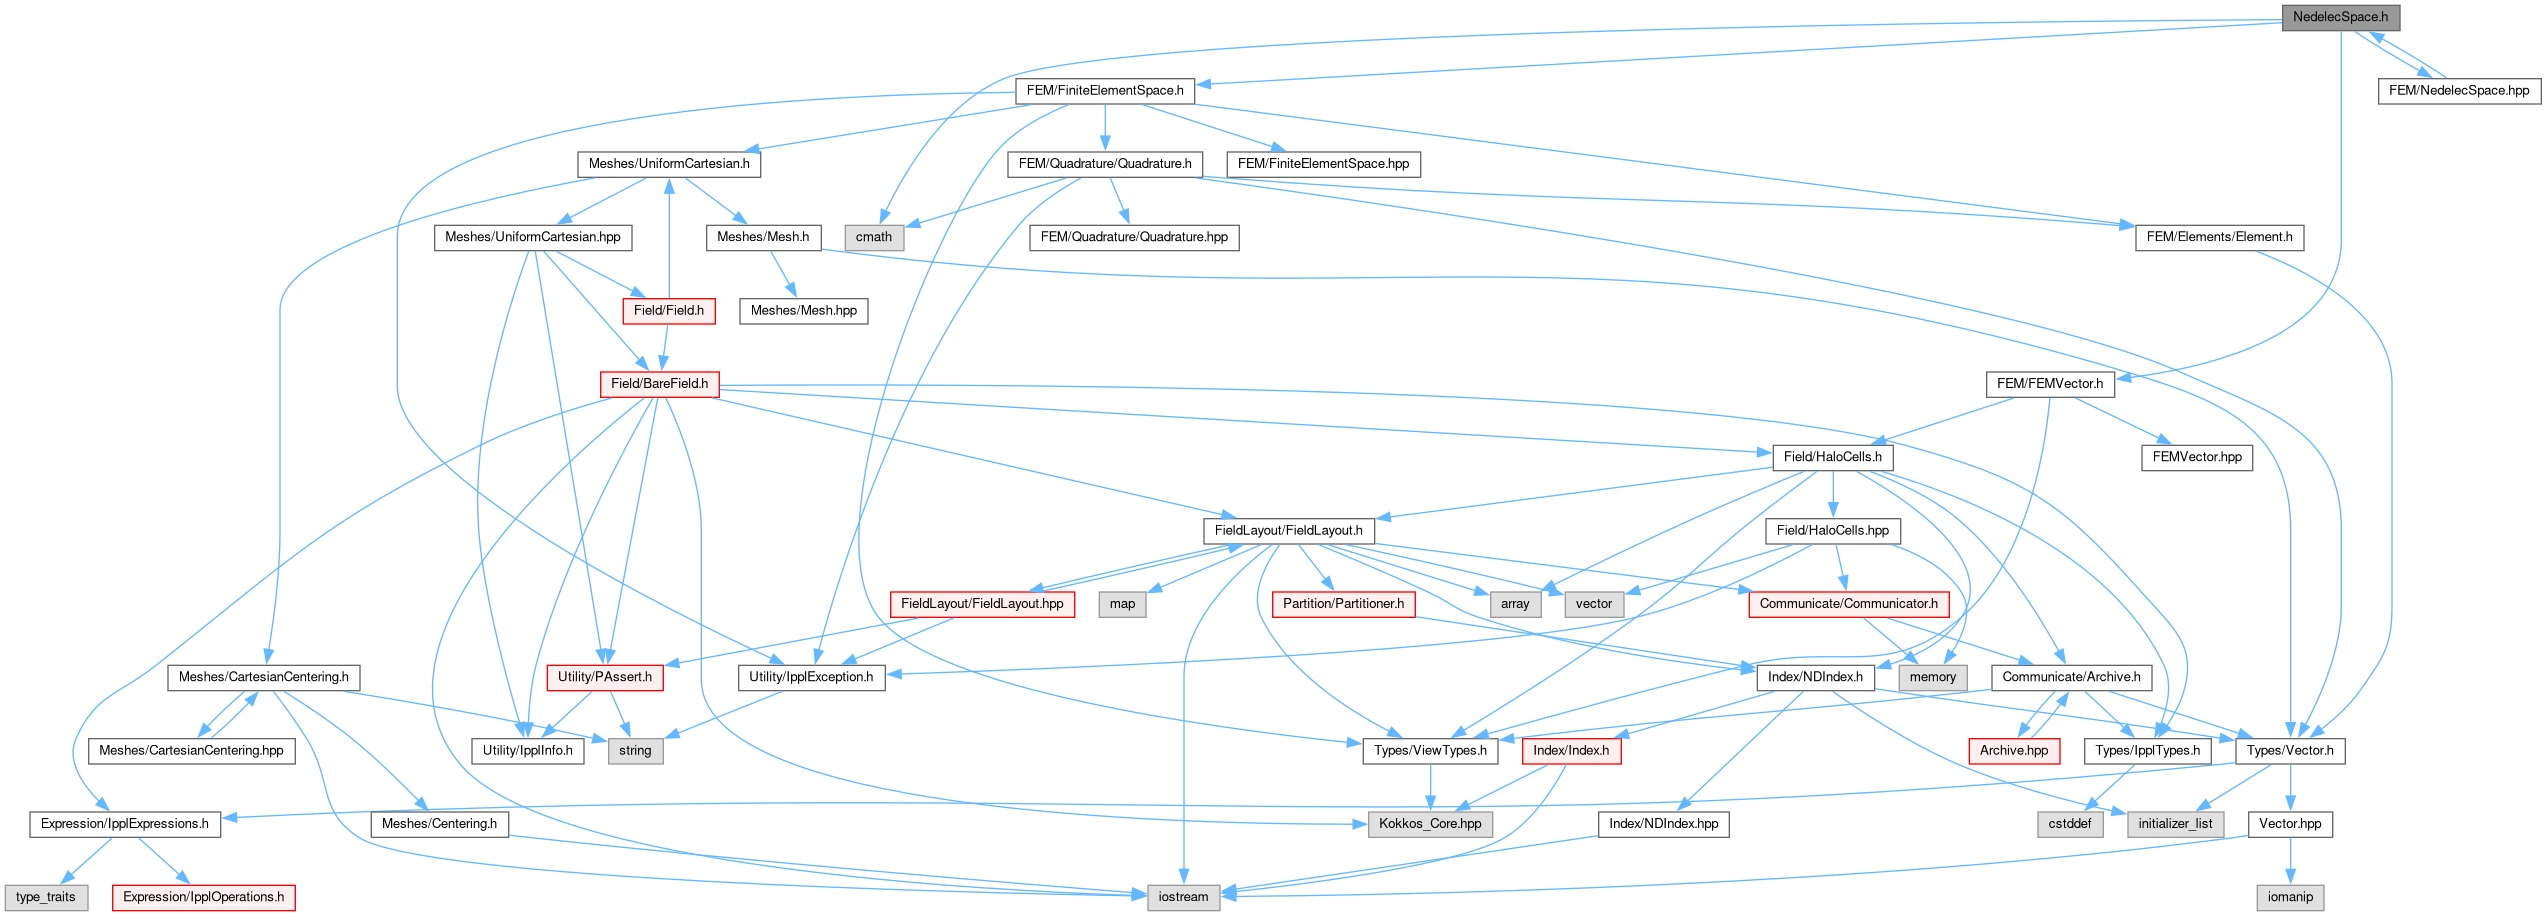 NedelecSpace.h
FEM/FiniteElementSpace.h
FEM/NedelecSpace.hpp
Meshes/UniformCartesian.h
FEM/Quadrature/Quadrature.h
FEM/FiniteElementSpace.hpp
Meshes/UniformCartesian.hpp
Meshes/Mesh.h
cmath
FEM/Quadrature/Quadrature.hpp
FEM/Elements/Element.h
Field/Field.h
Meshes/Mesh.hpp
Field/BareField.h
FEM/FEMVector.h
Field/HaloCells.h
FEMVector.hpp
FieldLayout/FieldLayout.h
Field/HaloCells.hpp
FieldLayout/FieldLayout.hpp
map
Partition/Partitioner.h
array
vector
Communicate/Communicator.h
Meshes/CartesianCentering.h
Utility/PAssert.h
Utility/IpplException.h
Index/NDIndex.h
memory
Communicate/Archive.h
Meshes/CartesianCentering.hpp
Utility/IpplInfo.h
string
Types/ViewTypes.h
Index/Index.h
Archive.hpp
Types/IpplTypes.h
Types/Vector.h
Expression/IpplExpressions.h
Meshes/Centering.h
Kokkos_Core.hpp
Index/NDIndex.hpp
cstddef
initializer_list
Vector.hpp
type_traits
Expression/IpplOperations.h
iostream
iomanip